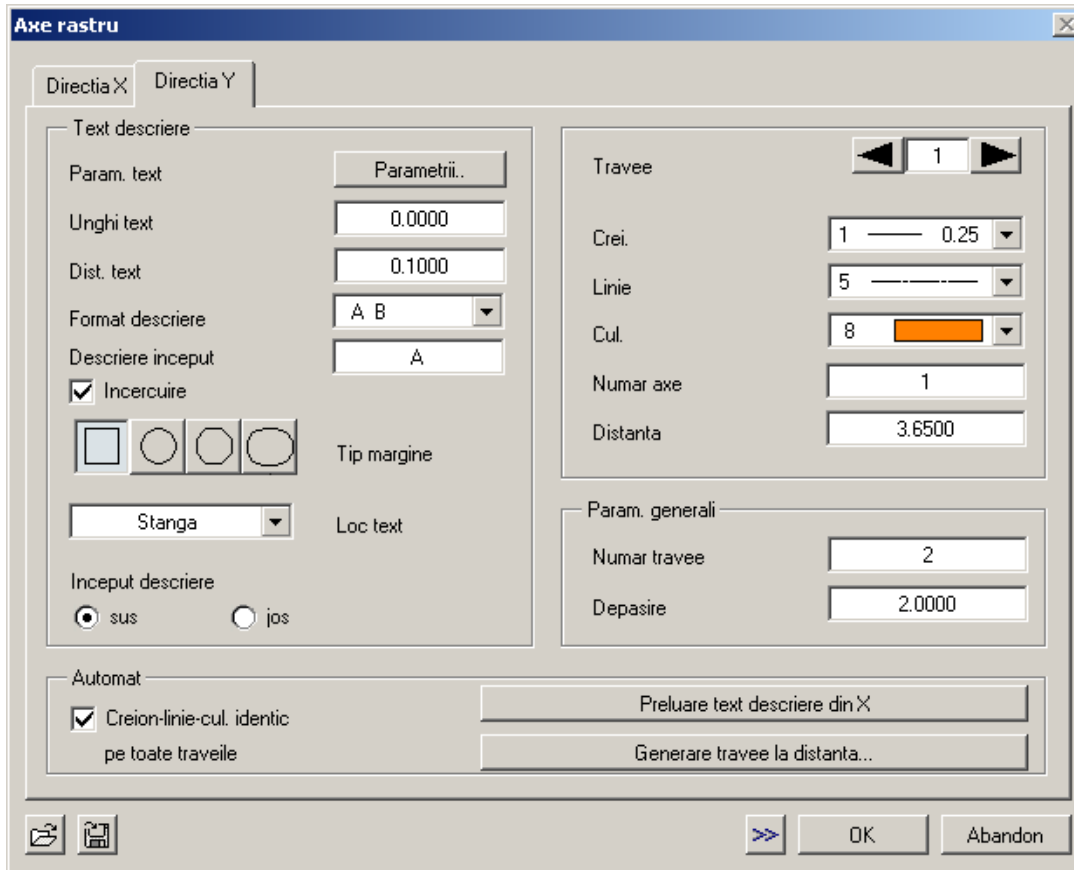 Axe rastru
Directia X
Directia Y
Text descriere
Param. text
Parametrii..
Unghi text
0.0000
Dist. text
0.1000
Format descriere
A B
Descriere inceput
A
Incercuire
Tip margine
Stanga
Loc text
Inceput descriere
sus
jos
Travee
1
Crei.
1 0.25
Linie
5
Cul.
8
Numar axe
1
Distanta
3.6500
Param. generali
Numar travee
2
Depasire
2.0000
Automat
Creion-linie-cul. identic
pe toate traveile
Preluare text descriere din X
Generare travee la distanta...
>>
OK
Abandon